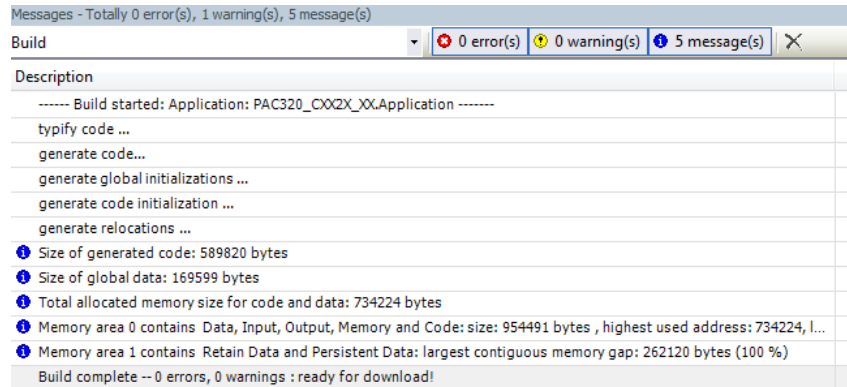 Messages - Totally 0 error(s), 1 warning(s), 5 message(s)
Build 0 error(s) 0 warning(s) 5 message(s)
Description
------ Build started: Application: PAC320_CXX2X_XX.Application -------
typify code ...
generate code...
generate global initializations ...
generate code initialization ...
generate relocations ...
Size of generated code: 589820 bytes
Size of global data: 169599 bytes
Total allocated memory size for code and data: 734224 bytes
Memory area 0 contains Data, Input, Output, Memory and Code: size: 954491 bytes , highest used address: 734224, l...
Memory area 1 contains Retain Data and Persistent Data: largest contiguous memory gap: 262120 bytes (100 %)
Build complete -- 0 errors, 0 warnings : ready for download!